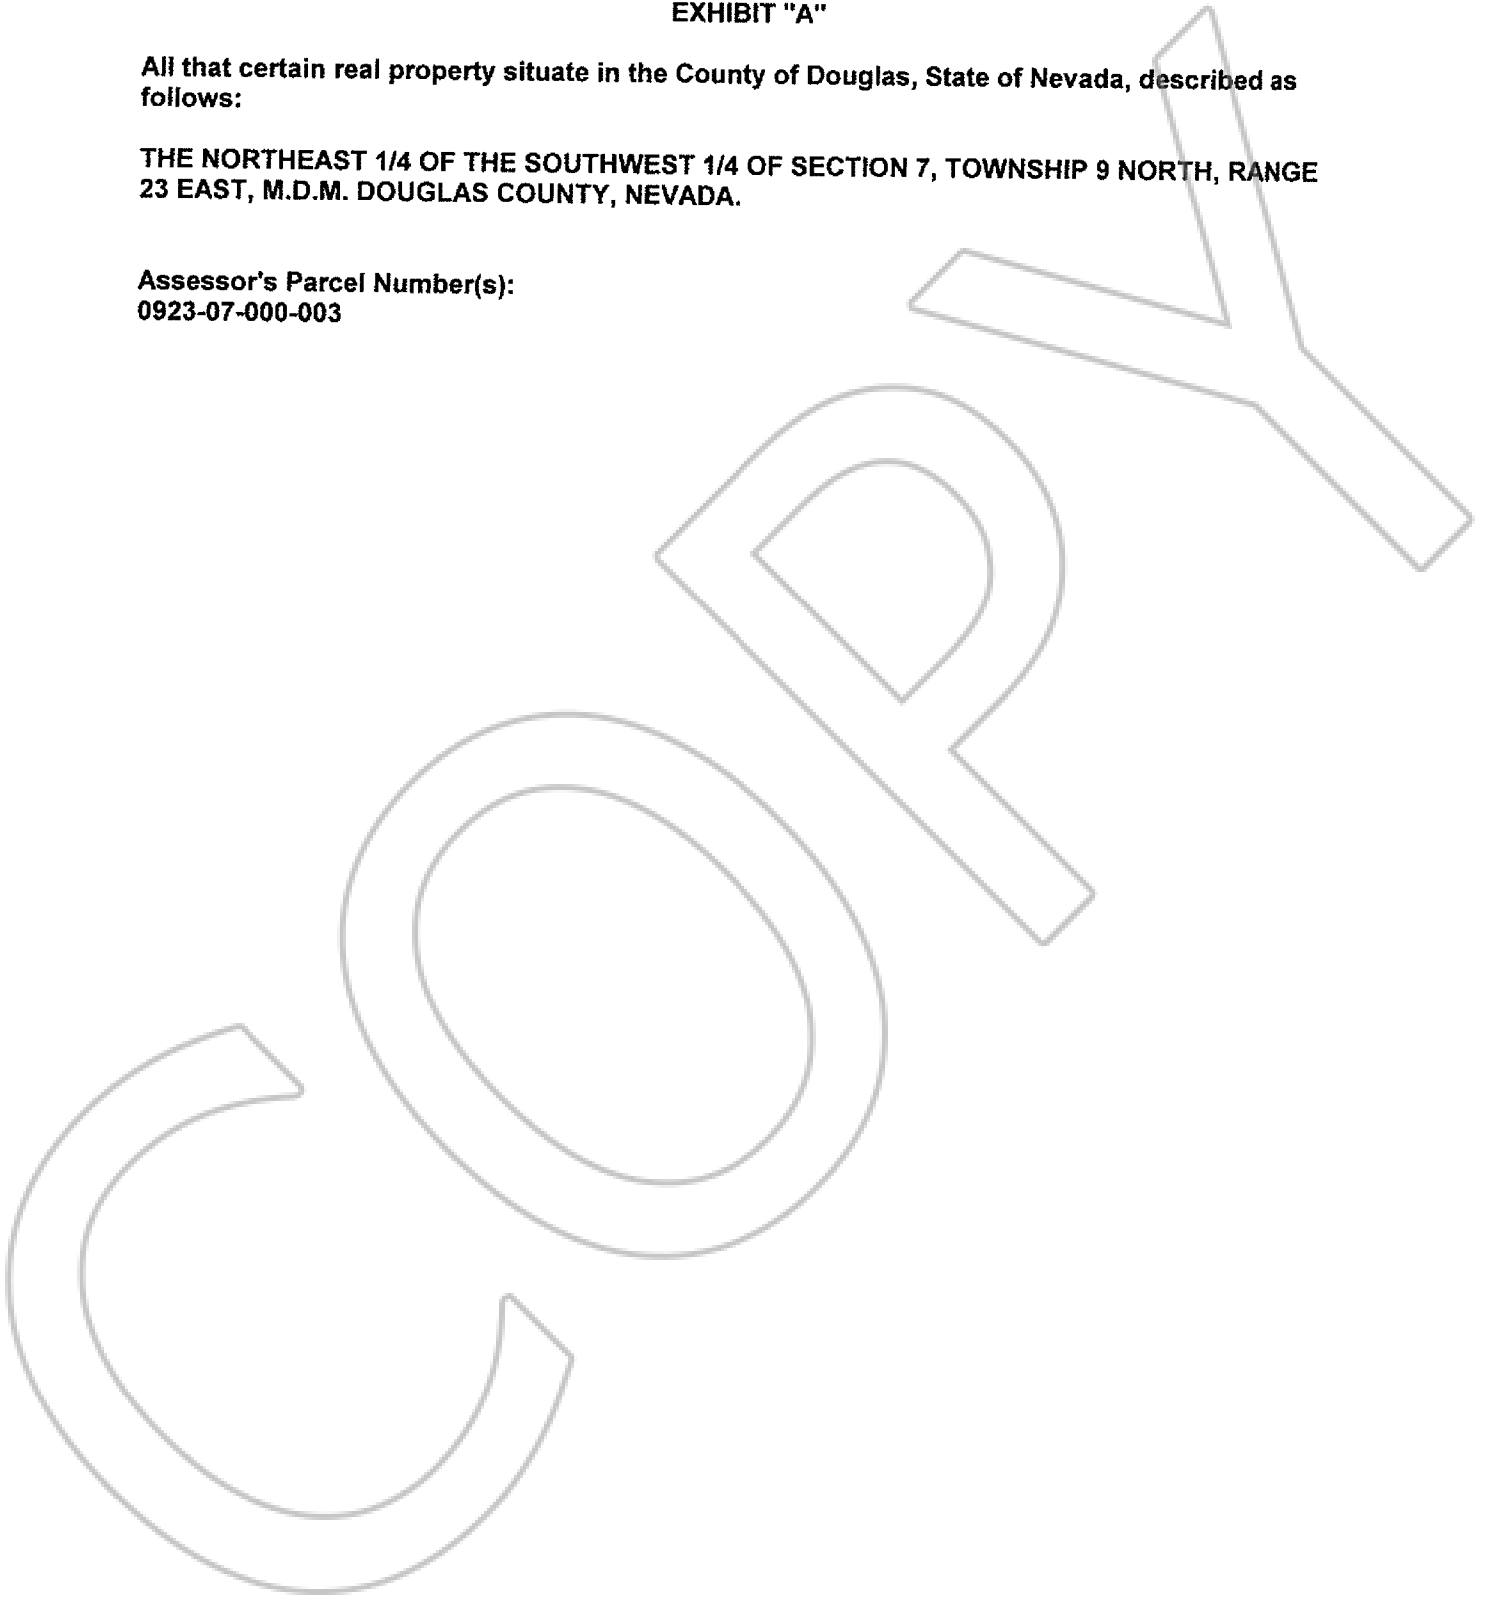 EXHIBIT "A"
All that certain real property situate in the County of Douglas, State of Nevada, described as
follows:
THE NORTHEAST 1/4 OF THE SOUTHWEST 1/4 OF SECTION 7, TOWNSHIP 9 NORTH, RANGE
23 EAST, M.D.M. DOUGLAS COUNTY, NEVADA.
Assessor's Parcel Number(s):
0923-07-000-003
COPY